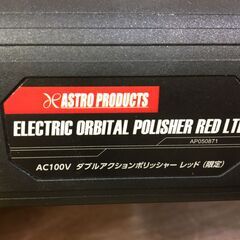 ASTRO PRODUCTS
ELECTRIC ORBITAL POLISHER RED LT
AP050871
AC100V ダブルアクションポリッシャー レッド (限定)